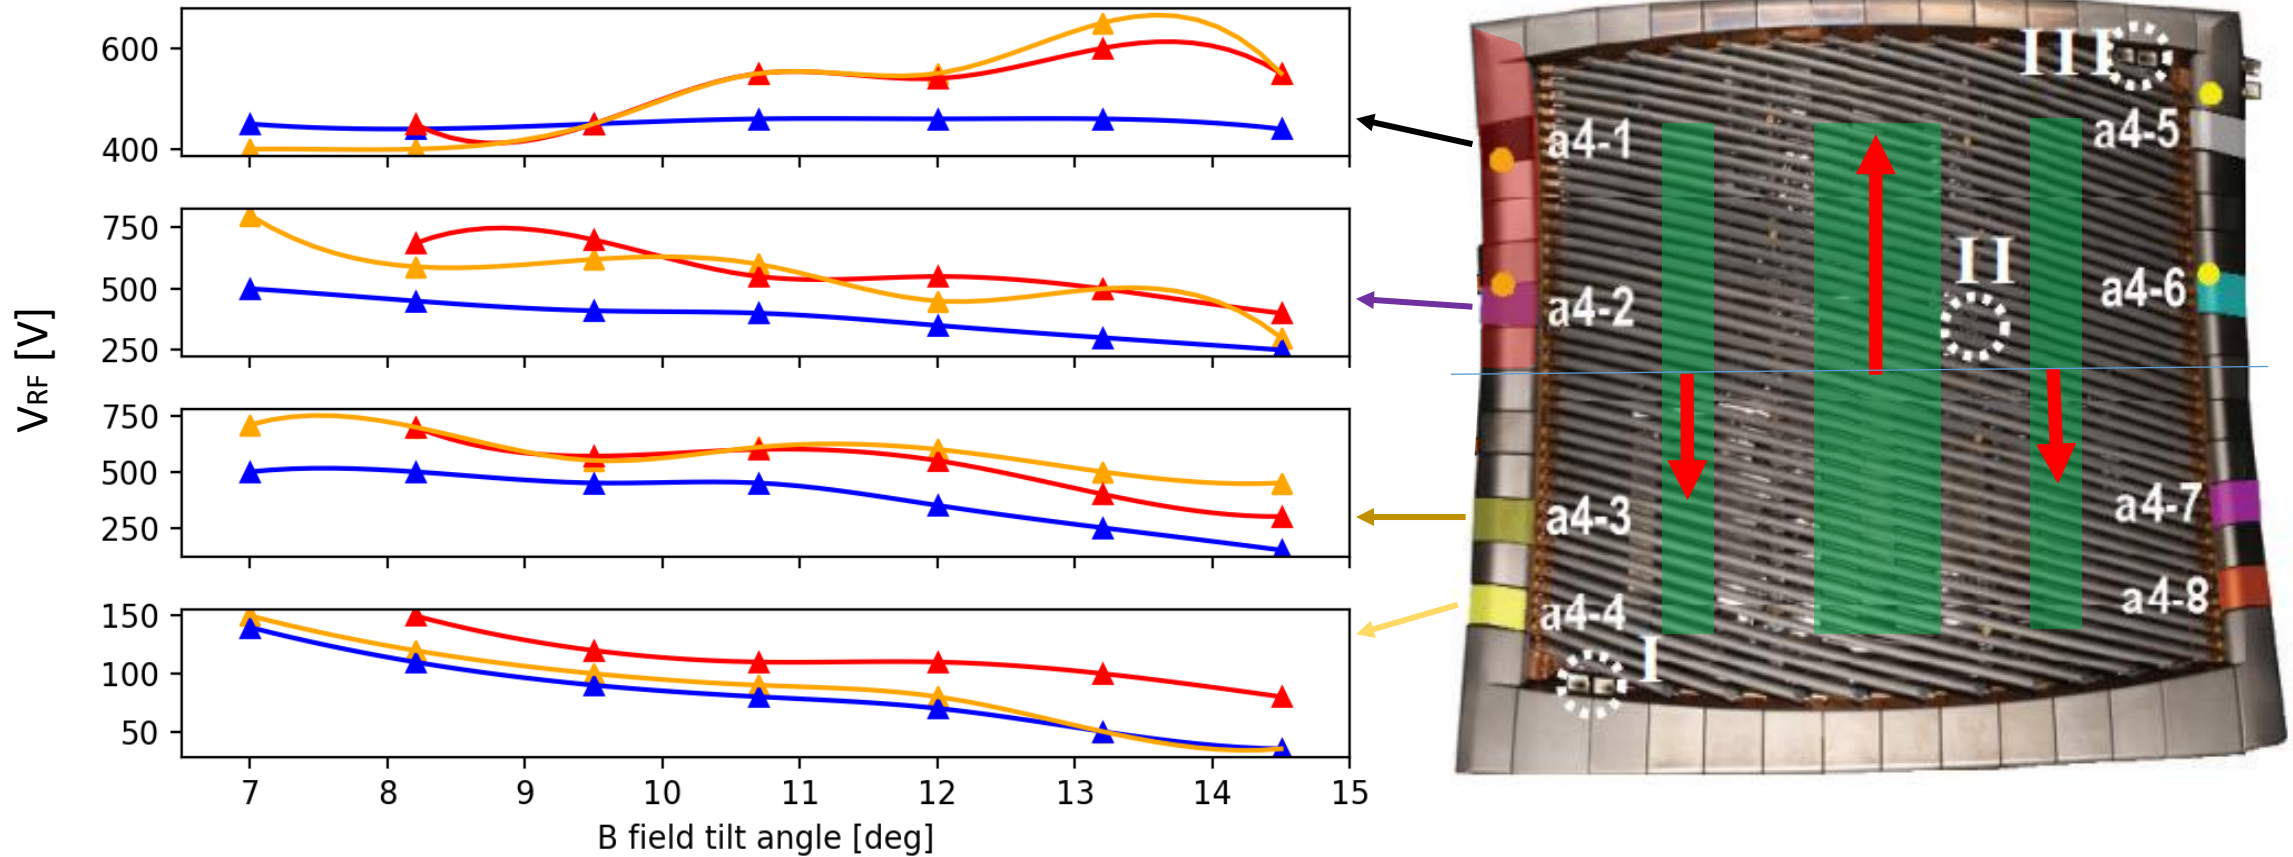 V_RF [V]
600
400
750
500
250
750
500
250
150
100
50
7 8 9 10 11 12 13 14 15
B field tilt angle [deg]
III
a4-1
a4-5
II
a4-2
a4-6
a4-3
a4-7
a4-4
a4-8
I